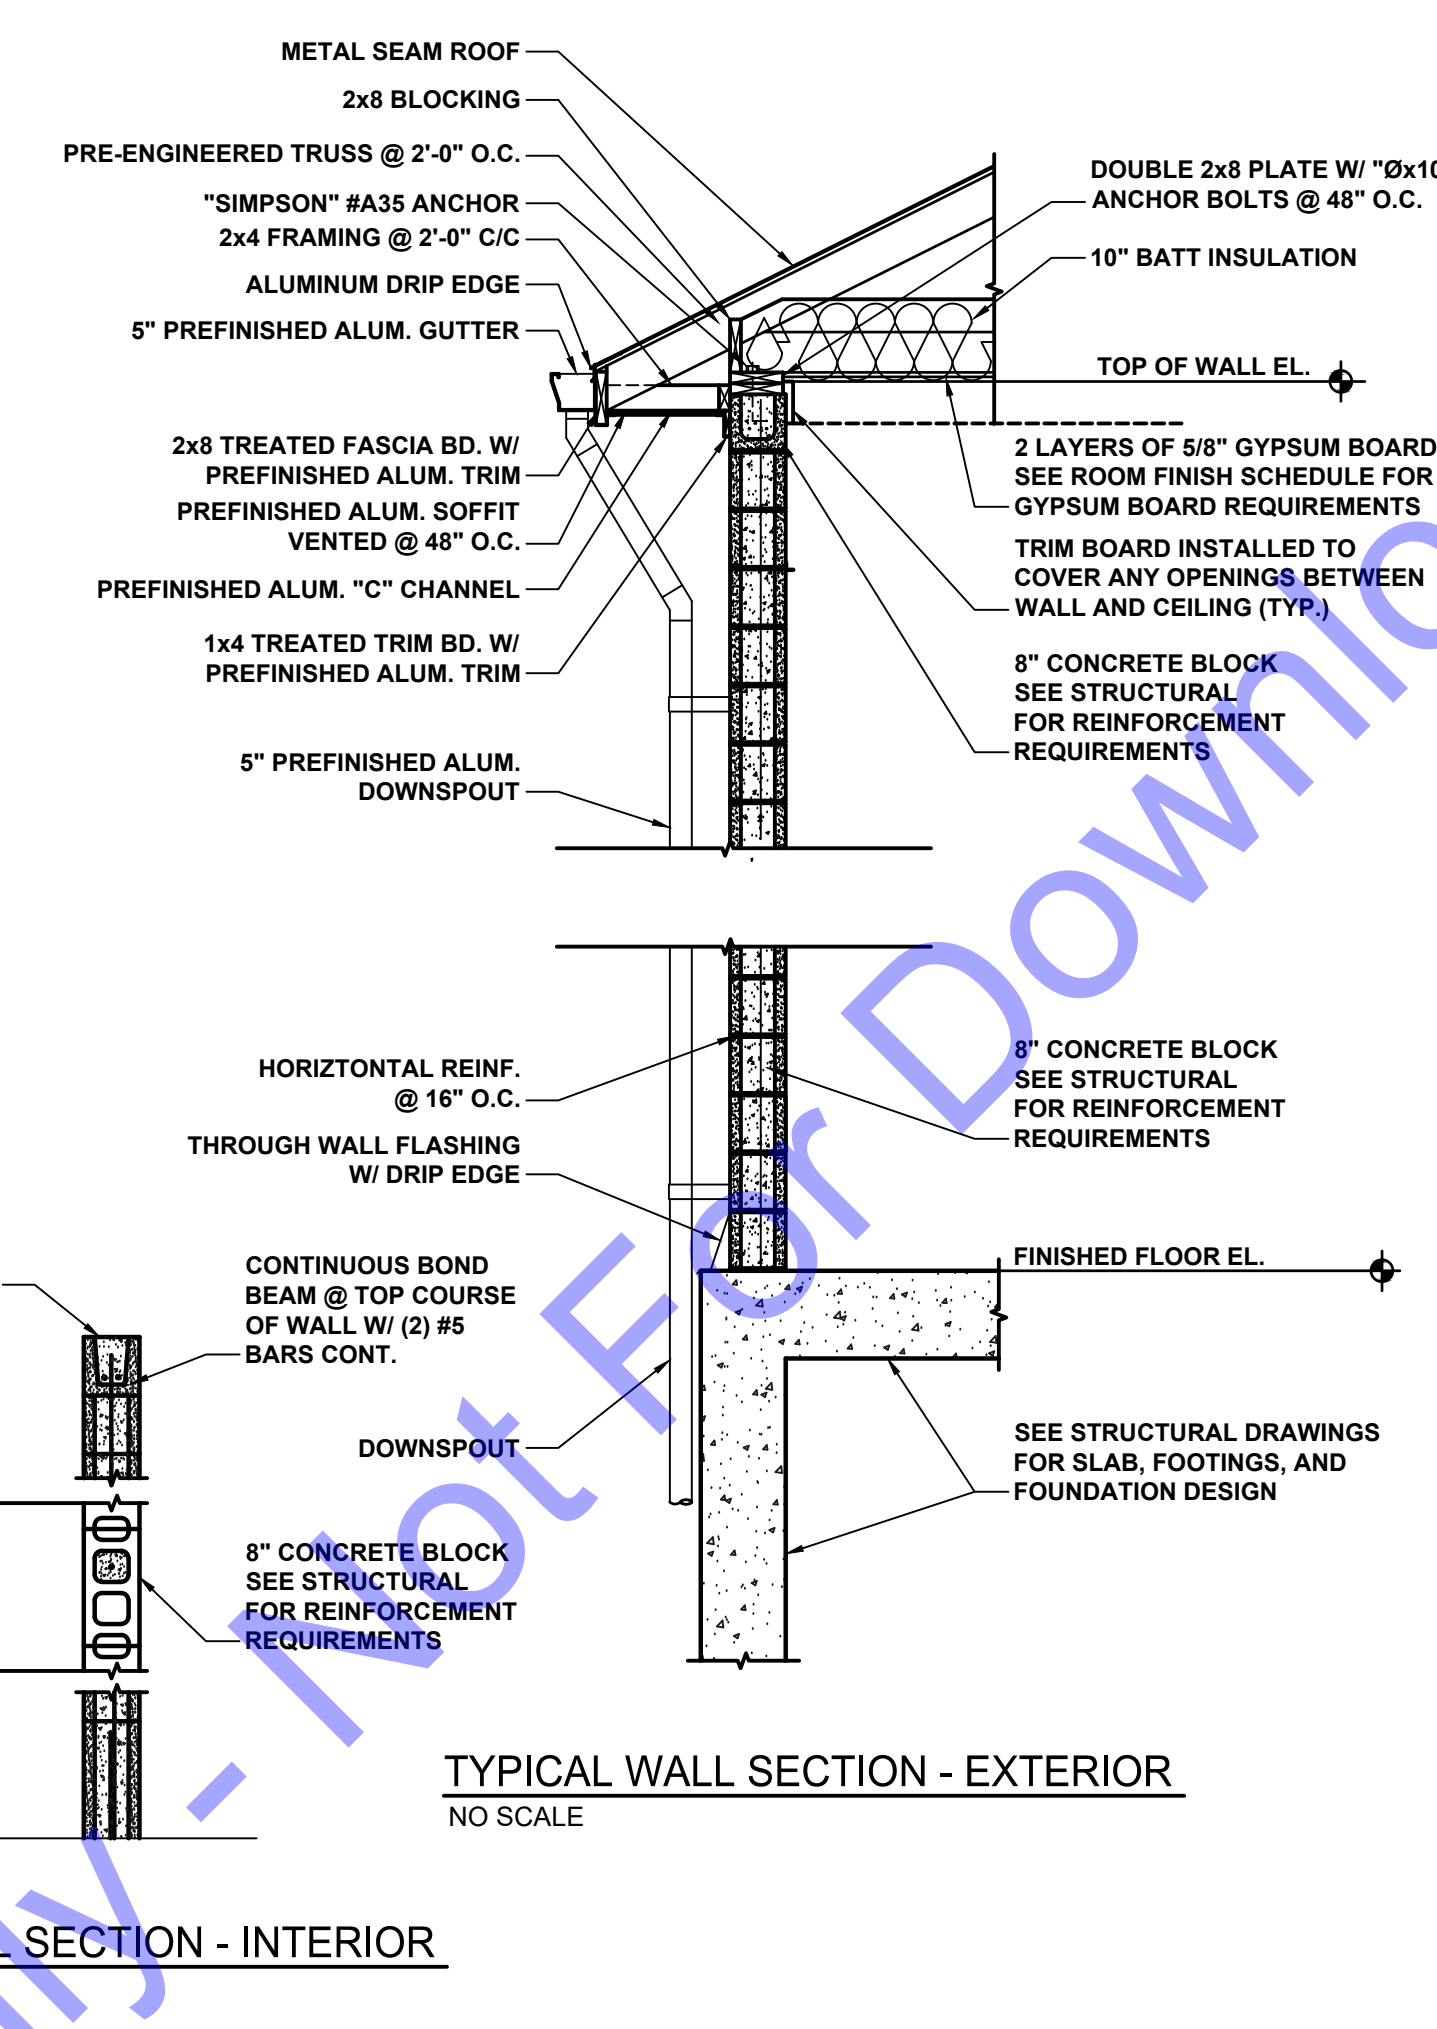 METAL SEAM ROOF
2x8 BLOCKING
PRE-ENGINEERED TRUSS @ 2'-0" O.C.
"SIMPSON" #A35 ANCHOR
2x4 FRAMING @ 2'-0" C/C
ALUMINUM DRIP EDGE
5" PREFINISHED ALUM. GUTTER
2x8 TREATED FASCIA BD. W/
PREFINISHED ALUM. TRIM
PREFINISHED ALUM. SOFFIT
VENTED @ 48" O.C.
PREFINISHED ALUM. "C" CHANNEL
1x4 TREATED TRIM BD. W/
PREFINISHED ALUM. TRIM
5" PREFINISHED ALUM.
DOWNSPOUT
DOUBLE 2x8 PLATE W/ "Øx10
ANCHOR BOLTS @ 48" O.C.
10" BATT INSULATION
TOP OF WALL EL.
2 LAYERS OF 5/8" GYPSUM BOARD
SEE ROOM FINISH SCHEDULE FOR
GYPSUM BOARD REQUIREMENTS
TRIM BOARD INSTALLED TO
COVER ANY OPENINGS BETWEEN
WALL AND CEILING (TYP.)
8" CONCRETE BLOCK
SEE STRUCTURAL
FOR REINFORCEMENT
REQUIREMENTS
HORIZTONTAL REINF.
@ 16" O.C.
THROUGH WALL FLASHING
W/ DRIP EDGE
8" CONCRETE BLOCK
SEE STRUCTURAL
FOR REINFORCEMENT
REQUIREMENTS
FINISHED FLOOR EL.
CONTINUOUS BOND
BEAM @ TOP COURSE
OF WALL W/ (2) #5
BARS CONT.
DOWNSPOUT
SEE STRUCTURAL DRAWINGS
FOR SLAB, FOOTINGS, AND
FOUNDATION DESIGN
8" CONCRETE BLOCK
SEE STRUCTURAL
FOR REINFORCEMENT
REQUIREMENTS
TYPICAL WALL SECTION - EXTERIOR
NO SCALE
SECTION - INTERIOR
- Not For